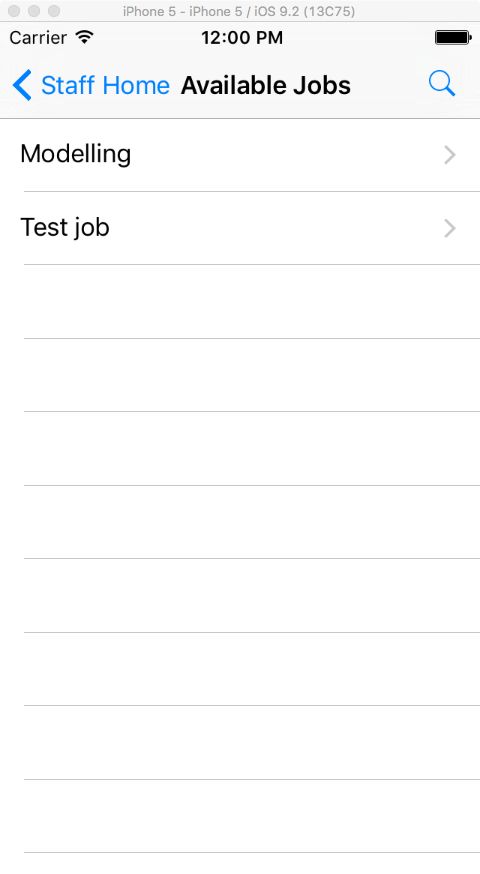 iPhone 5 - iPhone 5 / iOS 9.2 (13C75)
Carrier 12:00 PM
Staff Home Available Jobs
Modelling
Test job